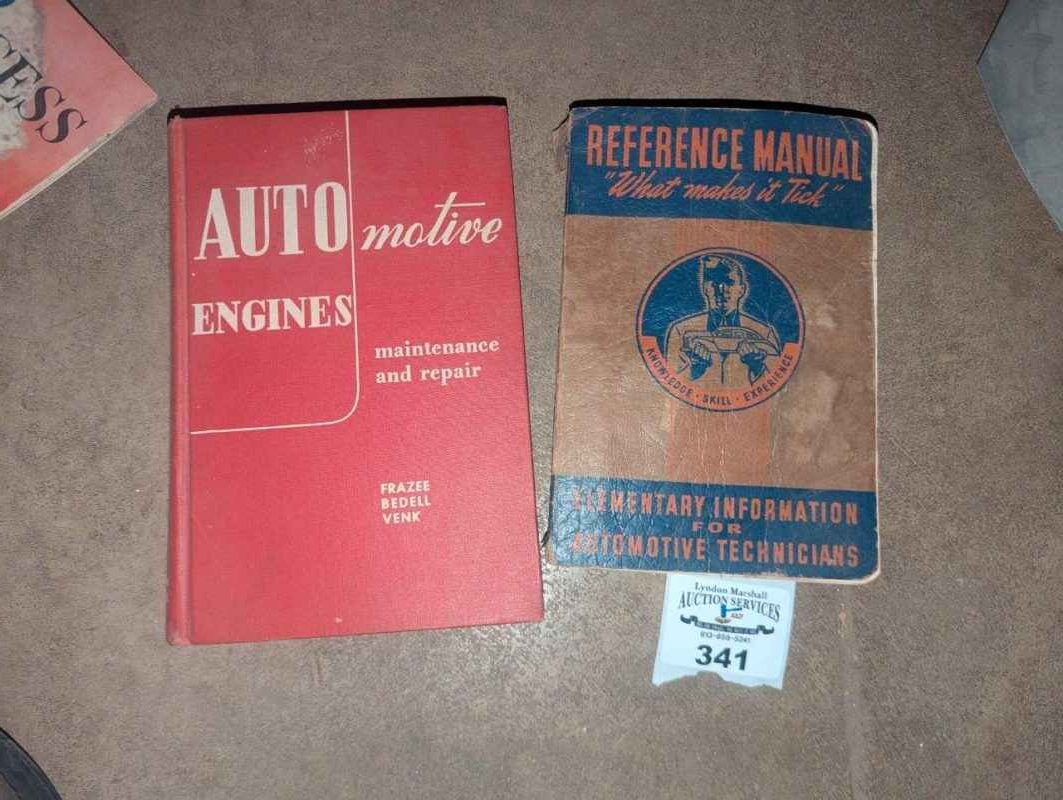 CESS
AUTOmotive
ENGINES
maintenance
and repair
FRAZEE
BEDELL
VENK
REFERENCE MANUAL
"What makes it Tick"
KNOWLEDGE · SKILL · EXPERIENCE
ELEMENTARY INFORMATION
FOR
AUTOMOTIVE TECHNICIANS
Lyndon Marshall
AUCTION SERVICES
341